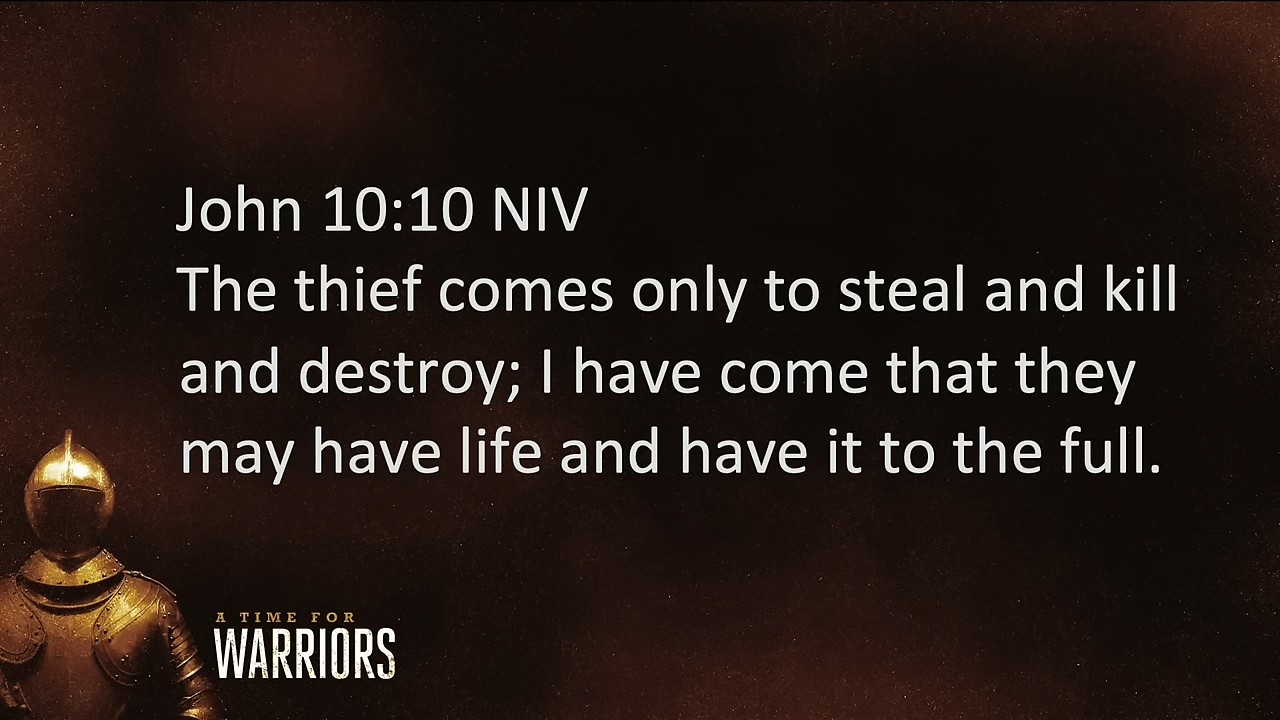 John 10:10 NIV
The thief comes only to steal and kill
and destroy; I have come that they
may have life and have it to the full.
A TIME FOR
WARRIORS